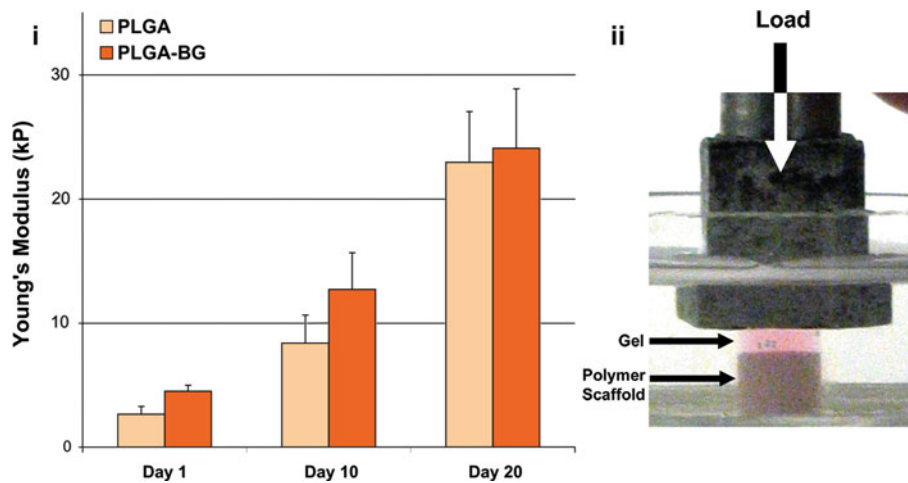 i
PLGA
PLGA-BG
30
20
10
0
Young's Modulus (kP)
Day 1
Day 10
Day 20
ii
Load
Gel
Polymer
Scaffold